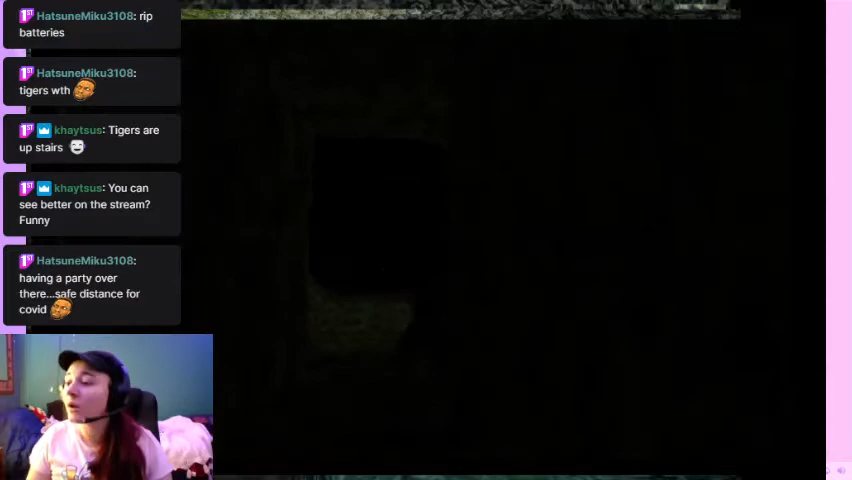 HatsuneMiku3108: rip
batteries
HatsuneMiku3108:
tigers wth
khaytsus: Tigers are
up stairs
khaytsus: You can
see better on the stream?
Funny
HatsuneMiku3108:
having a party over
there...safe distance for
covid